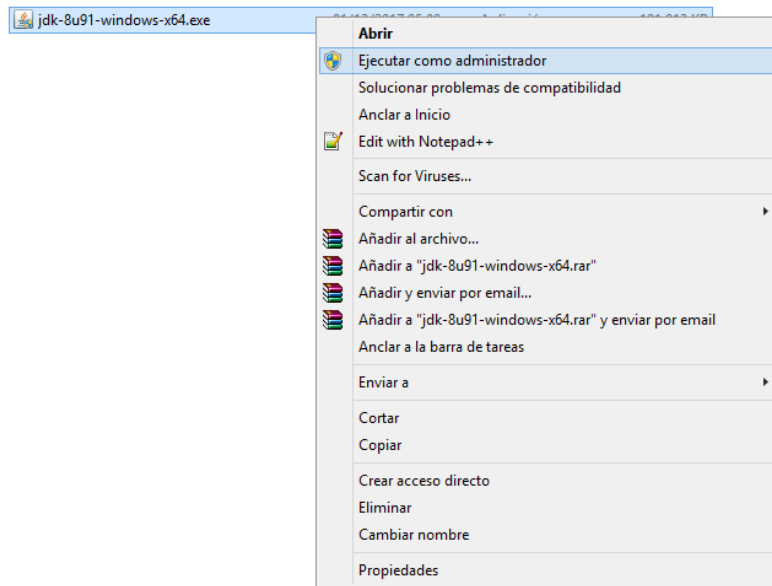 jdk-8u91-windows-x64.exe
Abrir
Ejecutar como administrador
Solucionar problemas de compatibilidad
Anclar a Inicio
Edit with Notepad++
Scan for Viruses...
Compartir con
Añadir al archivo...
Añadir a "jdk-8u91-windows-x64.rar"
Añadir y enviar por email...
Añadir a "jdk-8u91-windows-x64.rar" y enviar por email
Anclar a la barra de tareas
Enviar a
Cortar
Copiar
Crear acceso directo
Eliminar
Cambiar nombre
Propiedades